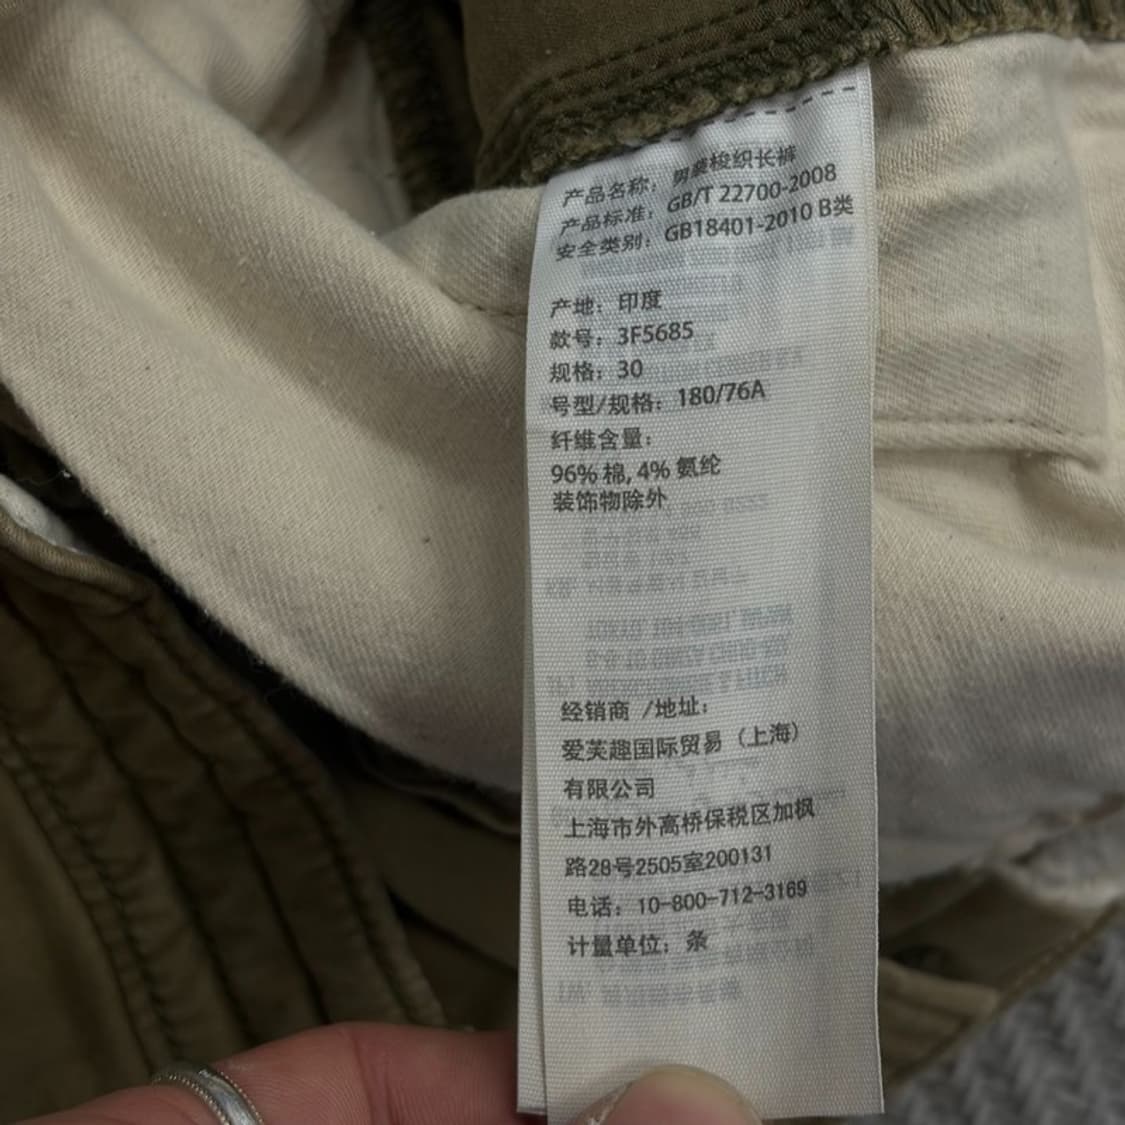 产品名称：男装梭织长裤
产品标准：GB/T 22700-2008
安全类别：GB18401-2010 B类
产地：印度
款号：3F5685
规格：30
号型/规格：180/76A
纤维含量：
96% 棉, 4% 氨纶
装饰物除外
经销商 /地址：
爱芙趣国际贸易（上海）
有限公司
上海市外高桥保税区加枫
路28号2505室200131
电话：10-800-712-3169
计量单位：条